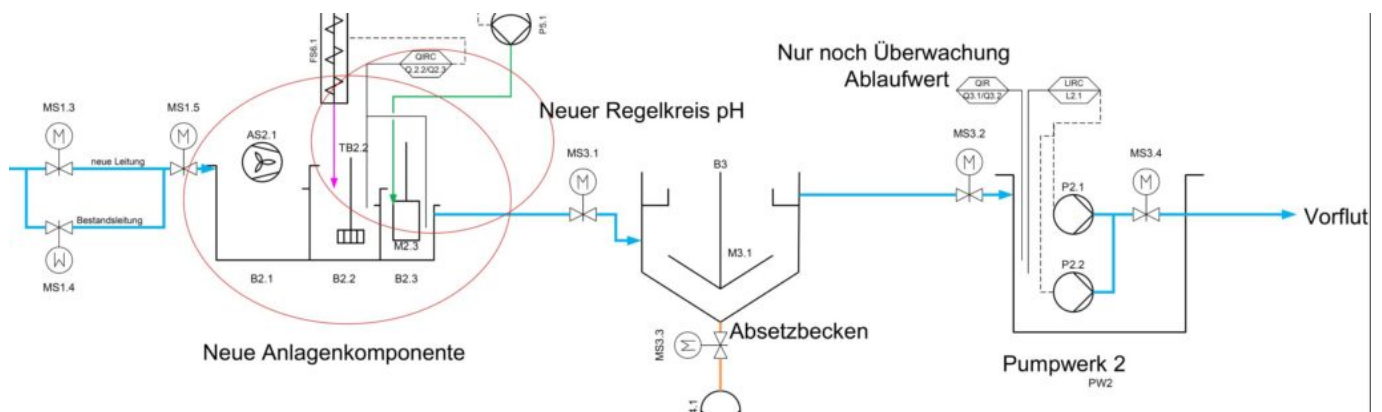 FS6.1
P5.1
QIRC
Q.2.2/Q2.3
Nur noch Überwachung
Ablaufwert
QIR
Q3.1/Q3.2
LIRC
L2.1
MS1.3
MS1.5
AS2.1
Neuer Regelkreis pH
M
M
neue Leitung
TB2.2
MS3.1
M
B3
MS3.2
M
MS3.4
M
P2.1
Bestandsleitung
M
MS1.4
Vorflut
M2.3
M3.1
P2.2
B2.1
B2.2
B2.3
MS3.3
M
Absetzbecken
Neue Anlagenkomponente
Pumpwerk 2
PW2